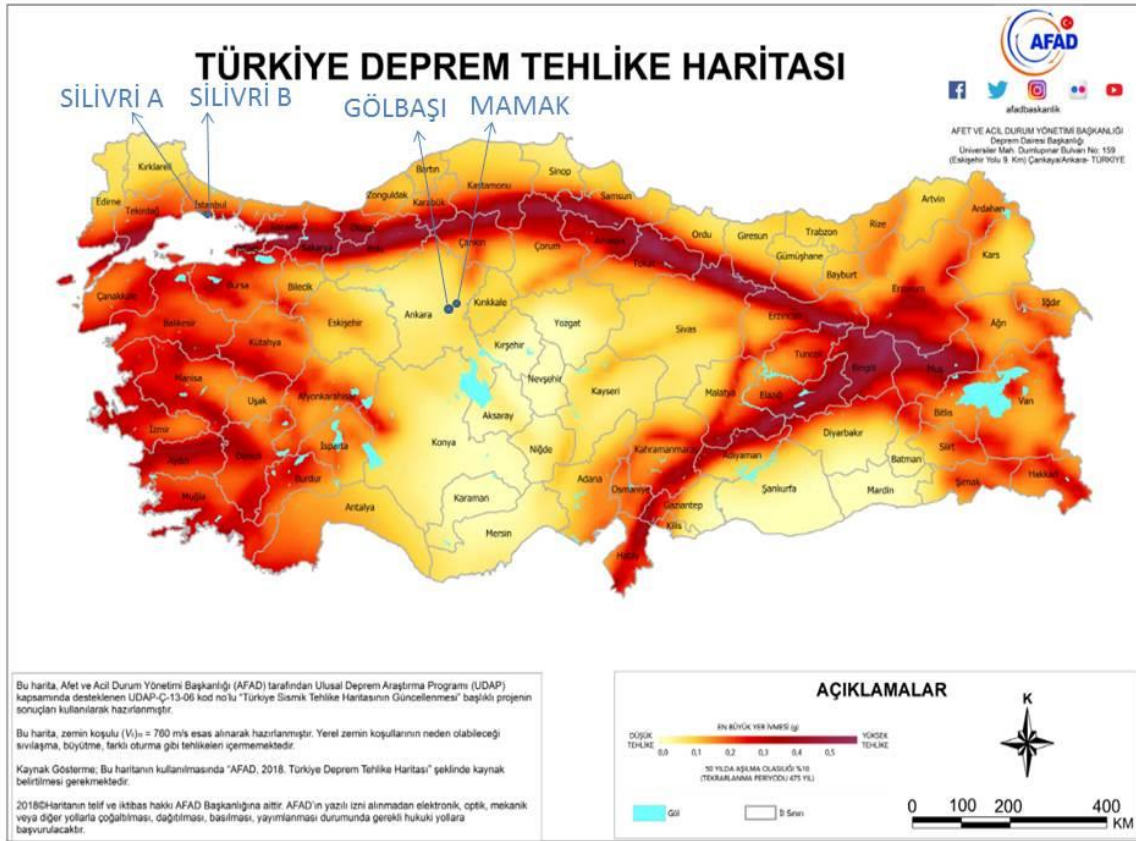 TÜRKİYE DEPREM TEHLİKE HARİTASI
AFAD
afadbaskanlik
AFET VE ACİL DURUM YÖNETİMİ BAŞKANLIĞI
Deprem Dairesi Başkanlığı
Üniversiteler Mah. Dumlupınar Bulvarı No: 159
(Eskişehir Yolu 9. Km) Çankaya/Ankara- TÜRKİYE
SİLİVRİ A
SİLİVRİ B
GÖLBAŞI
MAMAK
Kırklareli
Edirne
Tekirdağ
İstanbul
Zonguldak
Bartın
Karabük
Kastamonu
Sinop
Samsun
Ordu
Giresun
Trabzon
Rize
Artvin
Ardahan
Kars
Gümüşhane
Bayburt
Erzurum
Iğdır
Ağrı
Sakarya
Çankırı
Çorum
Amasya
Tokat
Çanakkale
Balıkesir
Bursa
Bilecik
Eskişehir
Kütahya
Ankara
Kırıkkale
Kırşehir
Yozgat
Sivas
Erzincan
Tunceli
Bingöl
Muş
Van
Bitlis
Elazığ
Malatya
Manisa
Uşak
Afyonkarahisar
İzmir
Aydın
Denizli
Isparta
Burdur
Muğla
Antalya
Konya
Aksaray
Nevşehir
Niğde
Kayseri
Karaman
Mersin
Adana
Osmaniye
Kahramanmaraş
Adıyaman
Gaziantep
Kilis
Hatay
Şanlıurfa
Diyarbakır
Batman
Mardin
Siirt
Şırnak
Hakkari
Bu harita, Afet ve Acil Durum Yönetimi Başkanlığı (AFAD) tarafından Ulusal Deprem Araştırma Programı (UDAP)
kapsamında desteklenen UDAP-Ç-13-06 kod no'lu "Türkiye Sismik Tehlike Haritasının Güncellenmesi" başlıklı projenin
sonuçları kullanılarak hazırlanmıştır.
Bu harita, zemin koşulu (Vs)30 = 760 m/s esas alınarak hazırlanmıştır. Yerel zemin koşullarının neden olabileceği
sıvılaşma, büyütme, farklı oturma gibi tehlikeleri içermemektedir.
Kaynak Gösterme; Bu haritanın kullanılmasında "AFAD, 2018. Türkiye Deprem Tehlike Haritası" şeklinde kaynak
belirtilmesi gerekmektedir.
2018©Haritanın telif ve iktibas hakkı AFAD Başkanlığına aittir. AFAD'ın yazılı izni alınmadan elektronik, optik, mekanik
veya diğer yollarla çoğaltılması, dağıtılması, basılması, yayımlanması durumunda gerekli hukuki yollara
başvurulacaktır.
AÇIKLAMALAR
EN BÜYÜK YER İVMESİ (g)
DÜŞÜK TEHLİKE
YÜKSEK TEHLİKE
0,0 0,1 0,2 0,3 0,4 0,5
50 YILDA AŞILMA OLASILIĞI %10
(TEKRARLANMA PERİYODU 475 YIL)
Göl
İl Sınırı
K
0 100 200 400
KM